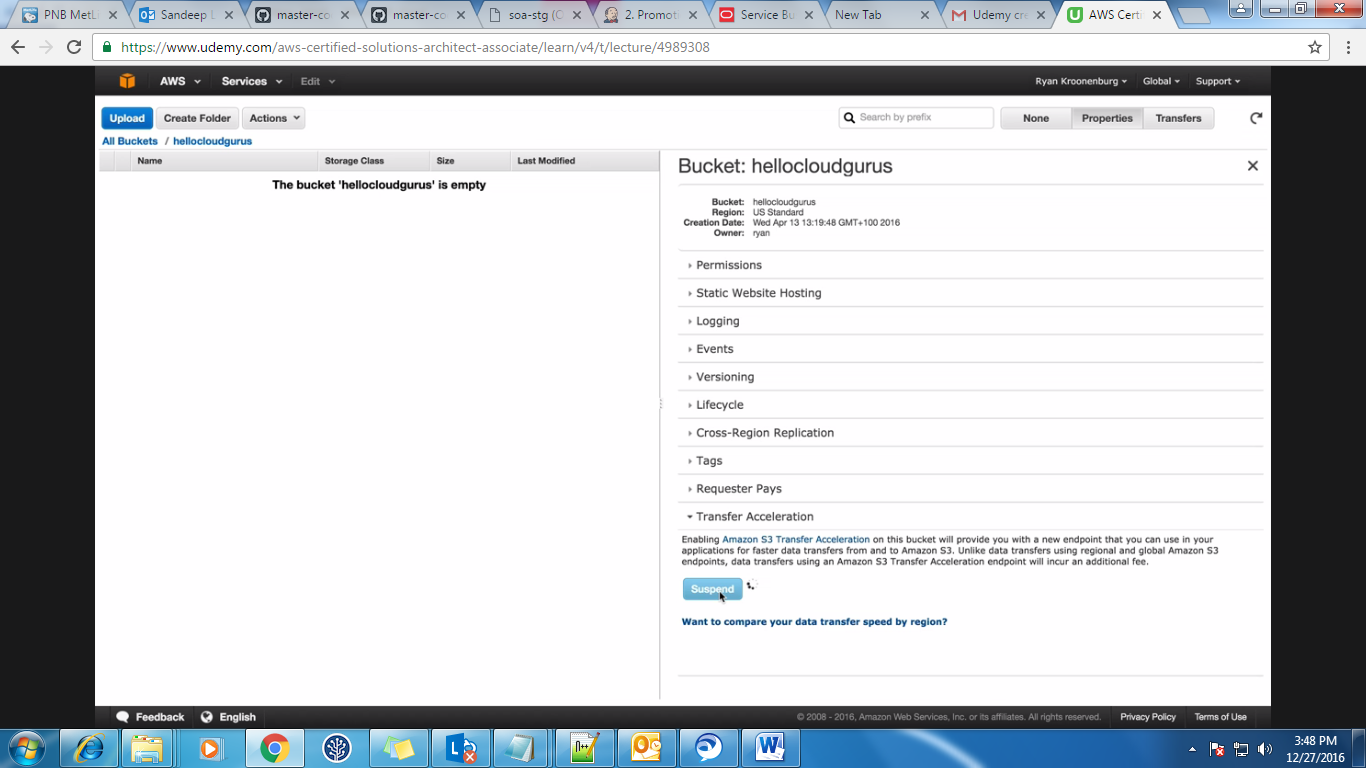 PNB MetLi
Sandeep L
master-co
master-co
soa-stg (O
2. Promoti
Service Bu
New Tab
Udemy cre
AWS Certi
https://www.udemy.com/aws-certified-solutions-architect-associate/learn/v4/t/lecture/4989308
AWS Services Edit Ryan Kroonenburg Global Support
Upload Create Folder Actions Search by prefix None Properties Transfers
All Buckets / hellocloudgurus
Name Storage Class Size Last Modified
The bucket 'hellocloudgurus' is empty
Bucket: hellocloudgurus
Bucket: hellocloudgurus
Region: US Standard
Creation Date: Wed Apr 13 13:19:48 GMT+100 2016
Owner: ryan
Permissions
Static Website Hosting
Logging
Events
Versioning
Lifecycle
Cross-Region Replication
Tags
Requester Pays
Transfer Acceleration
Enabling Amazon S3 Transfer Acceleration on this bucket will provide you with a new endpoint that you can use in your
applications for faster data transfers from and to Amazon S3. Unlike data transfers using regional and global Amazon S3
endpoints, data transfers using an Amazon S3 Transfer Acceleration endpoint will incur an additional fee.
Suspend
Want to compare your data transfer speed by region?
Feedback English © 2008 - 2016, Amazon Web Services, Inc. or its affiliates. All rights reserved. Privacy Policy Terms of Use
3:48 PM
12/27/2016